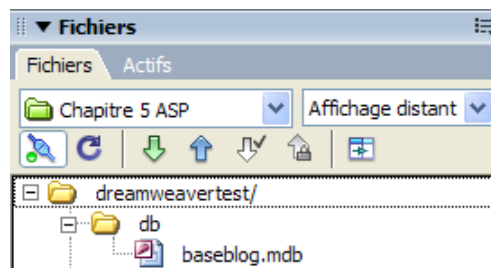 Fichiers
Fichiers Actifs
Chapitre 5 ASP Affichage distant
dreamweavertest/
db
baseblog.mdb